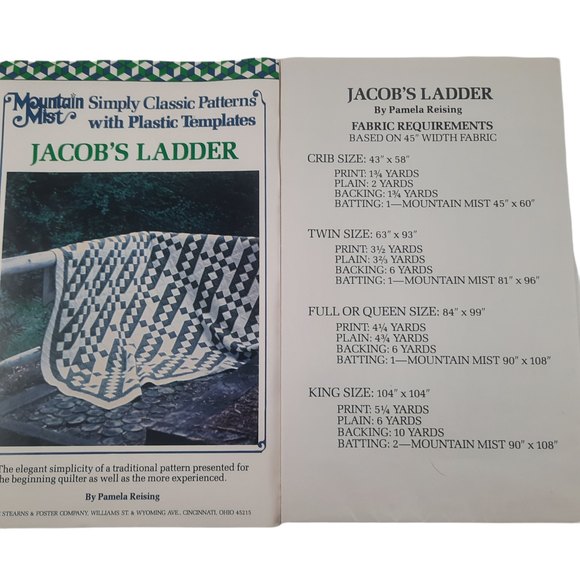 Mountain Mist
Simply Classic Patterns
with Plastic Templates
JACOB'S LADDER
The elegant simplicity of a traditional pattern presented for
the beginning quilter as well as the more experienced.
By Pamela Reising
STEARNS & FOSTER COMPANY, WILLIAMS ST. & WYOMING AVE., CINCINNATI, OHIO 45215
JACOB'S LADDER
By Pamela Reising
FABRIC REQUIREMENTS
BASED ON 45" WIDTH FABRIC
CRIB SIZE: 43" x 58"
PRINT: 1¾ YARDS
PLAIN: 2 YARDS
BACKING: 1¾ YARDS
BATTING: 1—MOUNTAIN MIST 45" x 60"
TWIN SIZE: 63" x 93"
PRINT: 3½ YARDS
PLAIN: 3⅔ YARDS
BACKING: 6 YARDS
BATTING: 1—MOUNTAIN MIST 81" x 96"
FULL OR QUEEN SIZE: 84" x 99"
PRINT: 4¼ YARDS
PLAIN: 4¾ YARDS
BACKING: 6 YARDS
BATTING: 1—MOUNTAIN MIST 90" x 108"
KING SIZE: 104" x 104"
PRINT: 5¼ YARDS
PLAIN: 6 YARDS
BACKING: 10 YARDS
BATTING: 2—MOUNTAIN MIST 90" x 108"